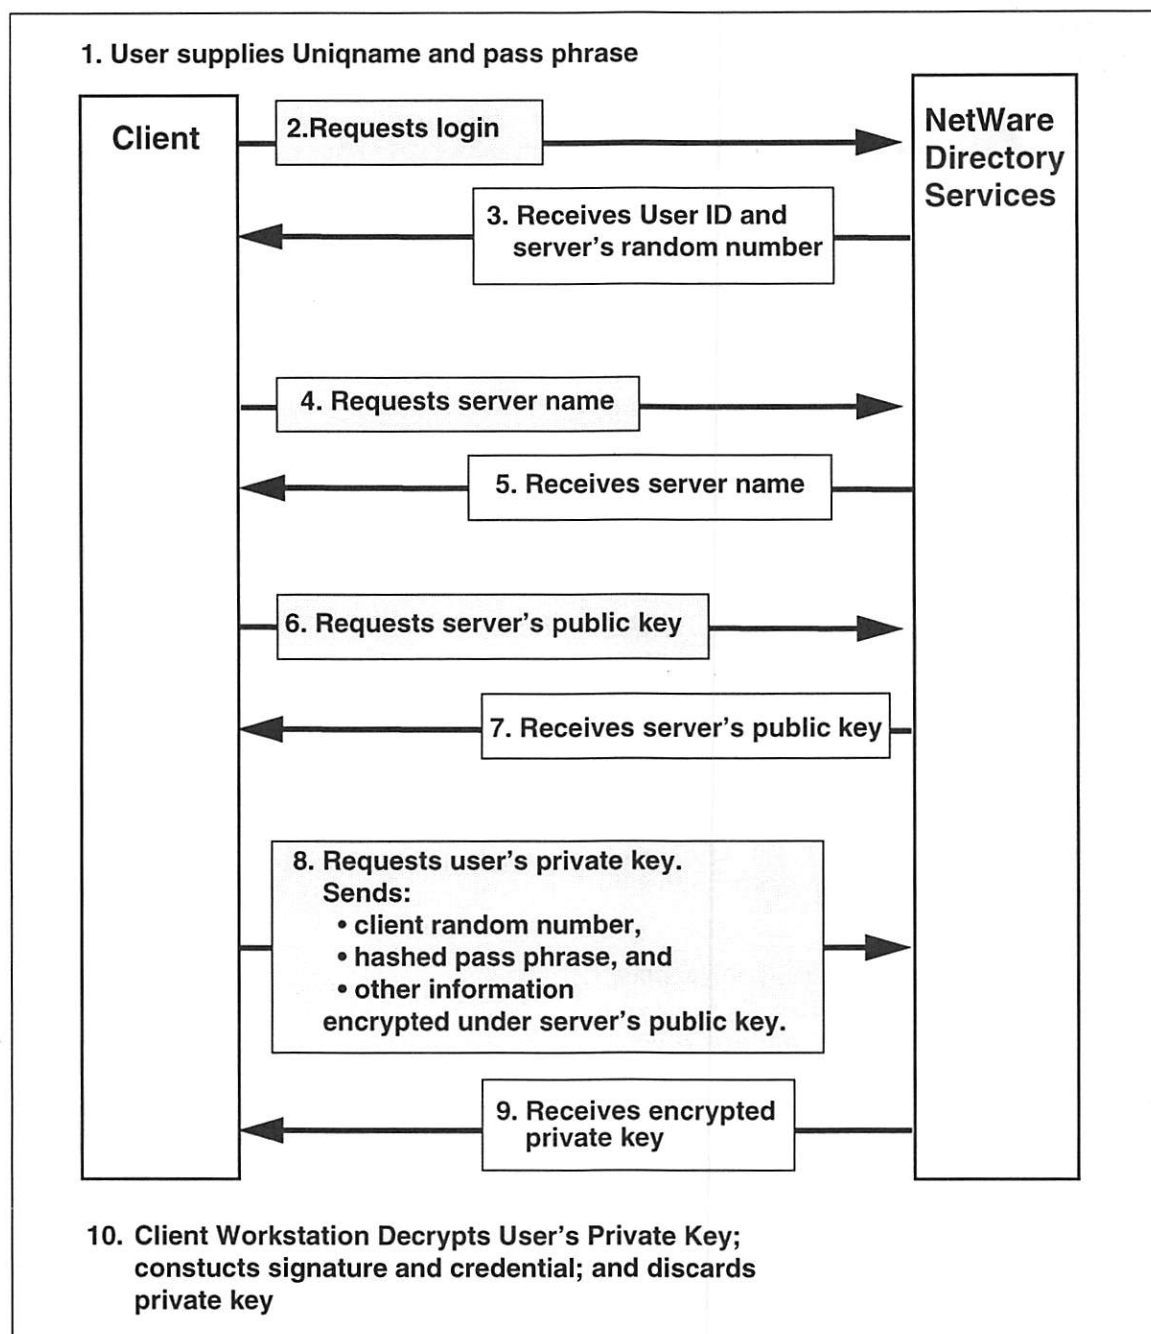 1. User supplies Uniqname and pass phrase
Client
2.Requests login
NetWare
Directory
Services
3. Receives User ID and
server's random number
4. Requests server name
5. Receives server name
6. Requests server's public key
7. Receives server's public key
8. Requests user's private key.
Sends:
• client random number,
• hashed pass phrase, and
• other information
encrypted under server's public key.
9. Receives encrypted
private key
10. Client Workstation Decrypts User's Private Key;
constucts signature and credential; and discards
private key